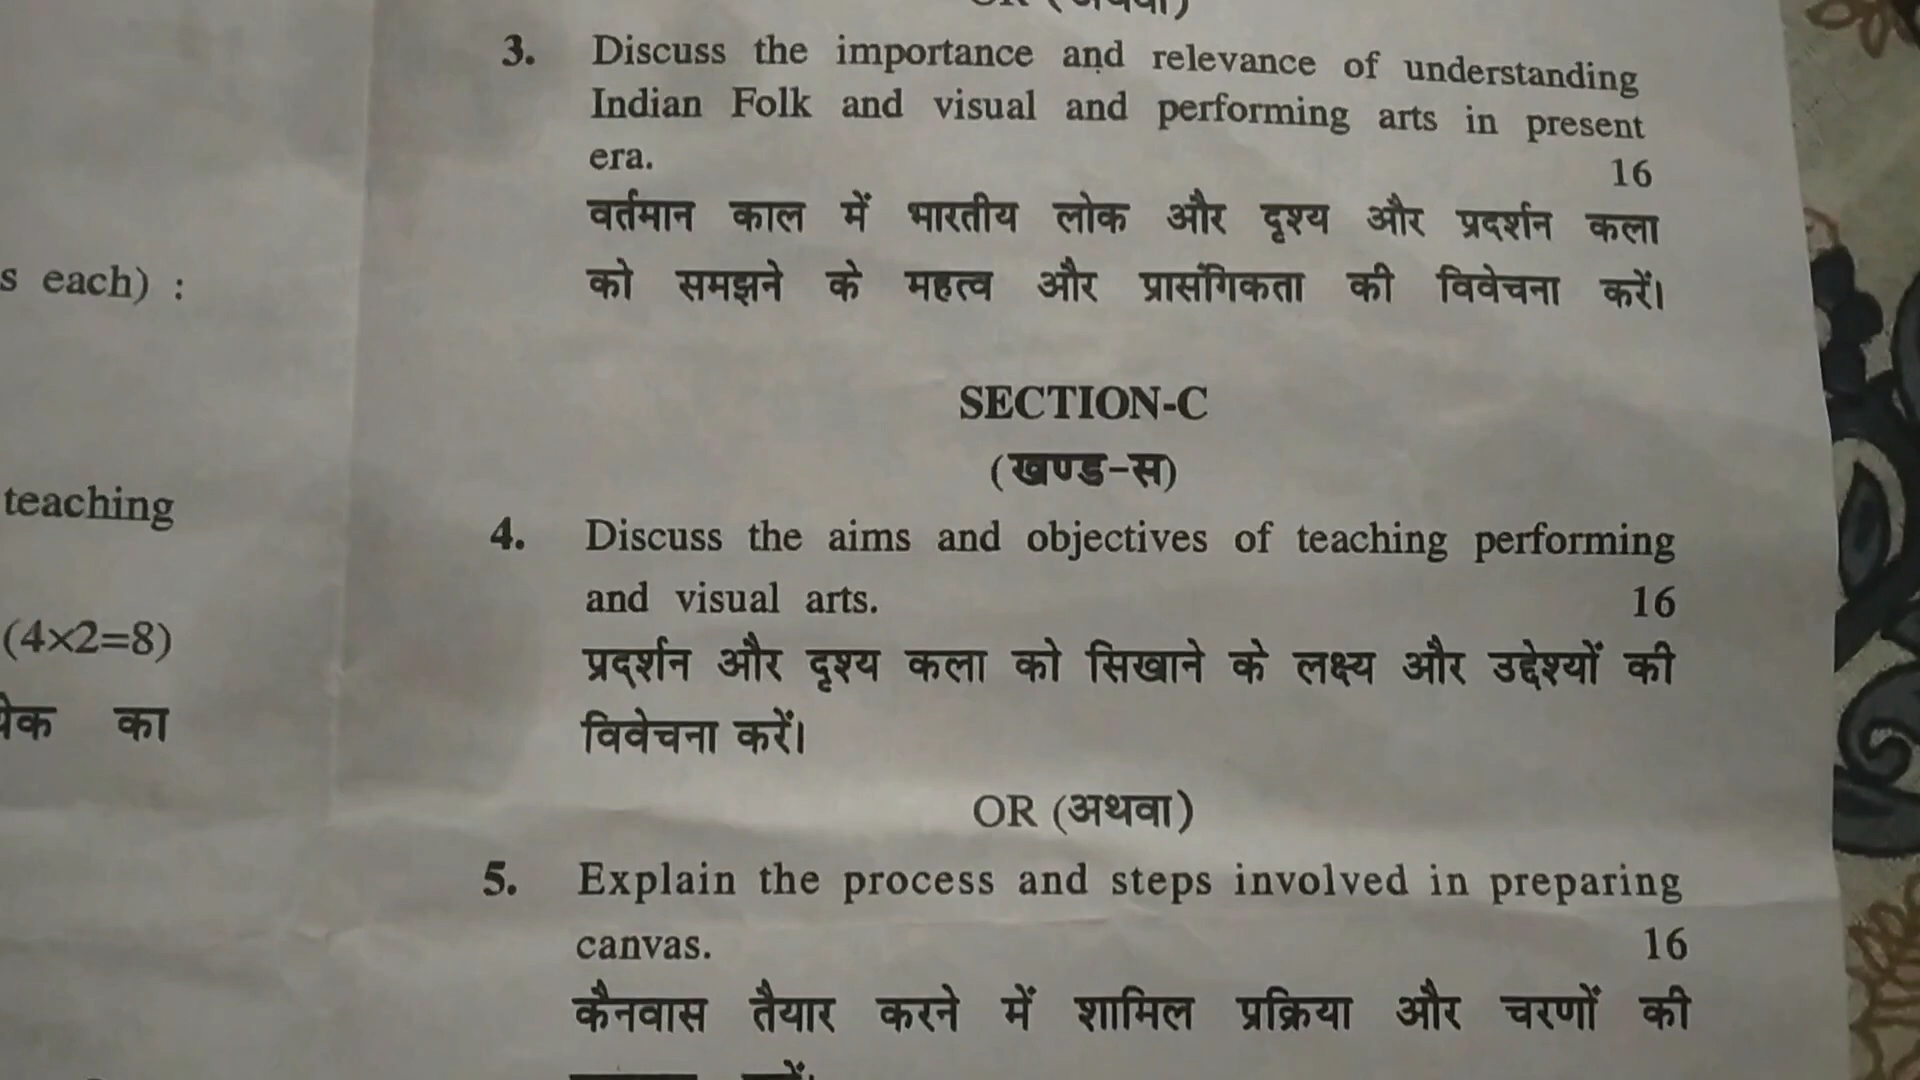 OR (अथवा)
3. Discuss the importance and relevance of understanding
Indian Folk and visual and performing arts in present
era. 16
वर्तमान काल में भारतीय लोक और दृश्य और प्रदर्शन कला
को समझने के महत्व और प्रासंगिकता की विवेचना करें।
SECTION-C
(खण्ड-स)
4. Discuss the aims and objectives of teaching performing
and visual arts. 16
प्रदर्शन और दृश्य कला को सिखाने के लक्ष्य और उद्देश्यों की
विवेचना करें।
OR (अथवा)
5. Explain the process and steps involved in preparing
canvas. 16
कैनवास तैयार करने में शामिल प्रक्रिया और चरणों की
s each) :
teaching
(4×2=8)
का